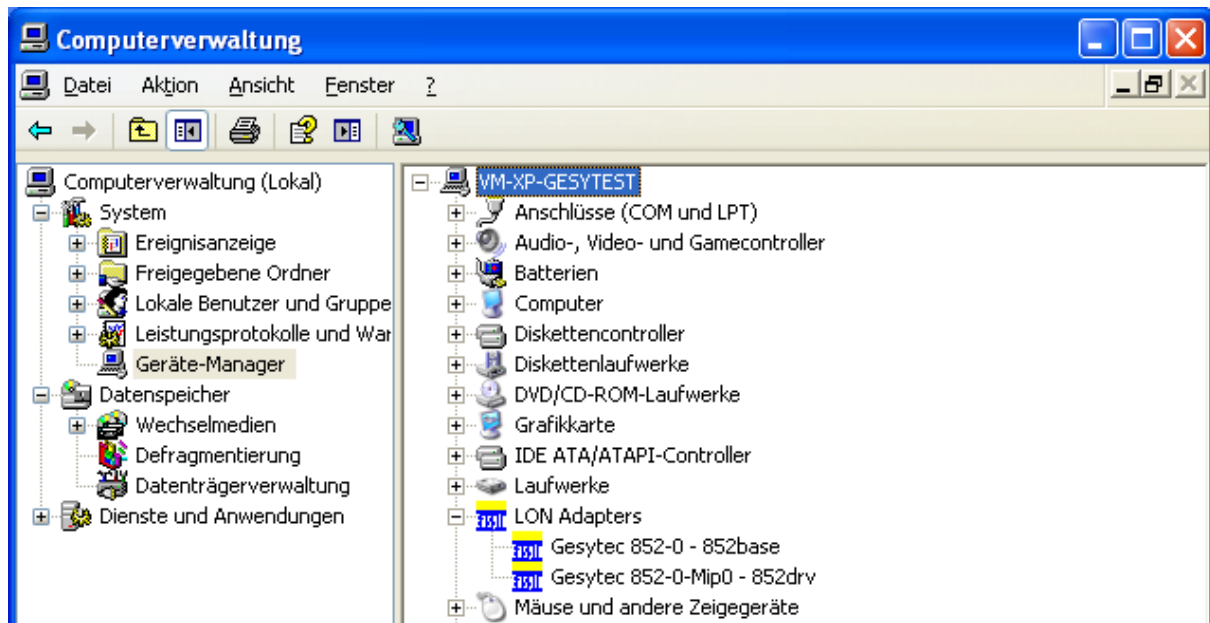 Computerverwaltung
Datei Aktion Ansicht Fenster ?
Computerverwaltung (Lokal)
System
Ereignisanzeige
Freigegebene Ordner
Lokale Benutzer und Gruppe
Leistungsprotokolle und War
Geräte-Manager
Datenspeicher
Wechselmedien
Defragmentierung
Datenträgerverwaltung
Dienste und Anwendungen
VM-XP-GESYTEST
Anschlüsse (COM und LPT)
Audio-, Video- und Gamecontroller
Batterien
Computer
Diskettencontroller
Diskettenlaufwerke
DVD/CD-ROM-Laufwerke
Grafikkarte
IDE ATA/ATAPI-Controller
Laufwerke
LON Adapters
Gesytec 852-0 - 852base
Gesytec 852-0-Mip0 - 852drv
Mäuse und andere Zeigegeräte